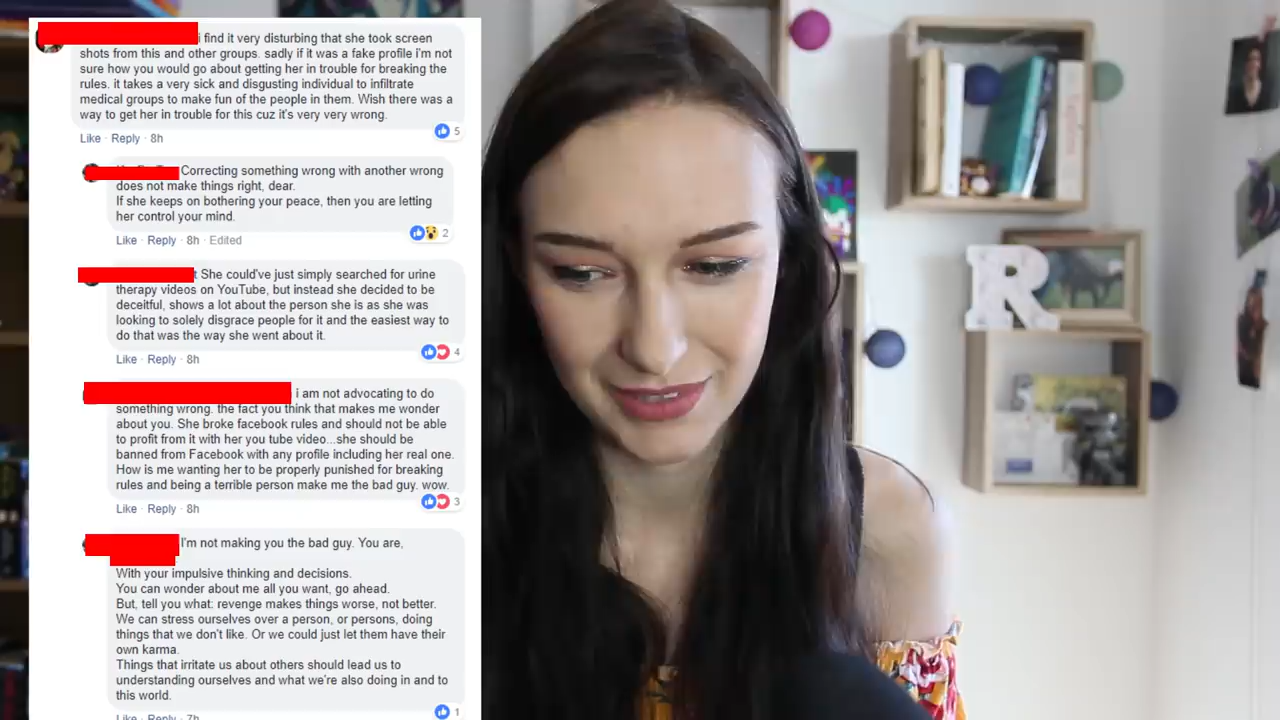 i find it very disturbing that she took screen
shots from this and other groups. sadly if it was a fake profile i'm not
sure how you would go about getting her in trouble for breaking the
rules. it takes a very sick and disgusting individual to infiltrate
medical groups to make fun of the people in them. Wish there was a
way to get her in trouble for this cuz it's very very wrong.
5
Like · Reply · 8h
Correcting something wrong with another wrong
does not make things right, dear.
If she keeps on bothering your peace, then you are letting
her control your mind.
2
Like · Reply · 8h · Edited
She could've just simply searched for urine
therapy videos on YouTube, but instead she decided to be
deceitful, shows a lot about the person she is as she was
looking to solely disgrace people for it and the easiest way to
do that was the way she went about it.
4
Like · Reply · 8h
i am not advocating to do
something wrong. the fact you think that makes me wonder
about you. She broke facebook rules and should not be able
to profit from it with her you tube video...she should be
banned from Facebook with any profile including her real one.
How is me wanting her to be properly punished for breaking
rules and being a terrible person make me the bad guy. wow.
3
Like · Reply · 8h
I'm not making you the bad guy. You are,
With your impulsive thinking and decisions.
You can wonder about me all you want, go ahead.
But, tell you what: revenge makes things worse, not better.
We can stress ourselves over a person, or persons, doing
things that we don't like. Or we could just let them have their
own karma.
Things that irritate us about others should lead us to
understanding ourselves and what we're also doing in and to
this world.
1
Like · Reply · 7h
R